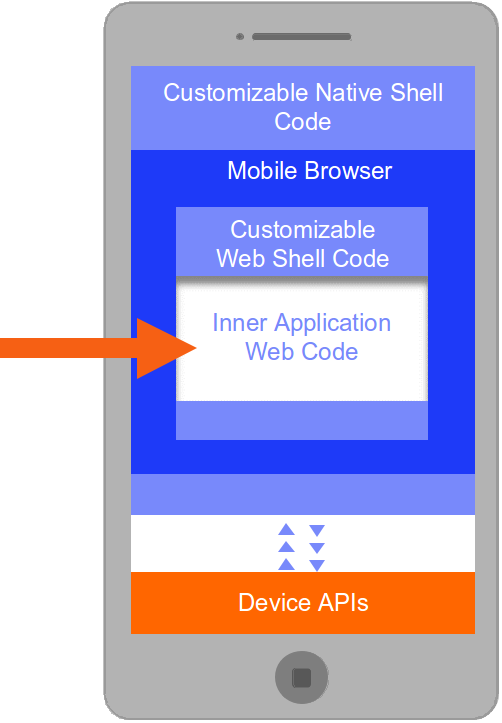 Customizable Native Shell
Code
Mobile Browser
Customizable
Web Shell Code
Inner Application
Web Code
Device APIs